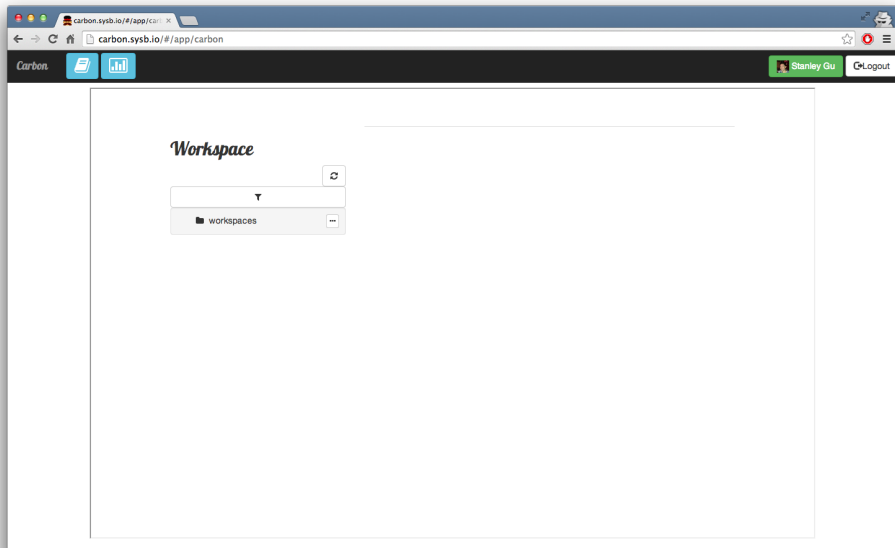 carbon.sysb.io/#/app/car
carbon.sysb.io/#/app/carbon
Carbon
Stanley Gu
Logout
Workspace
workspaces